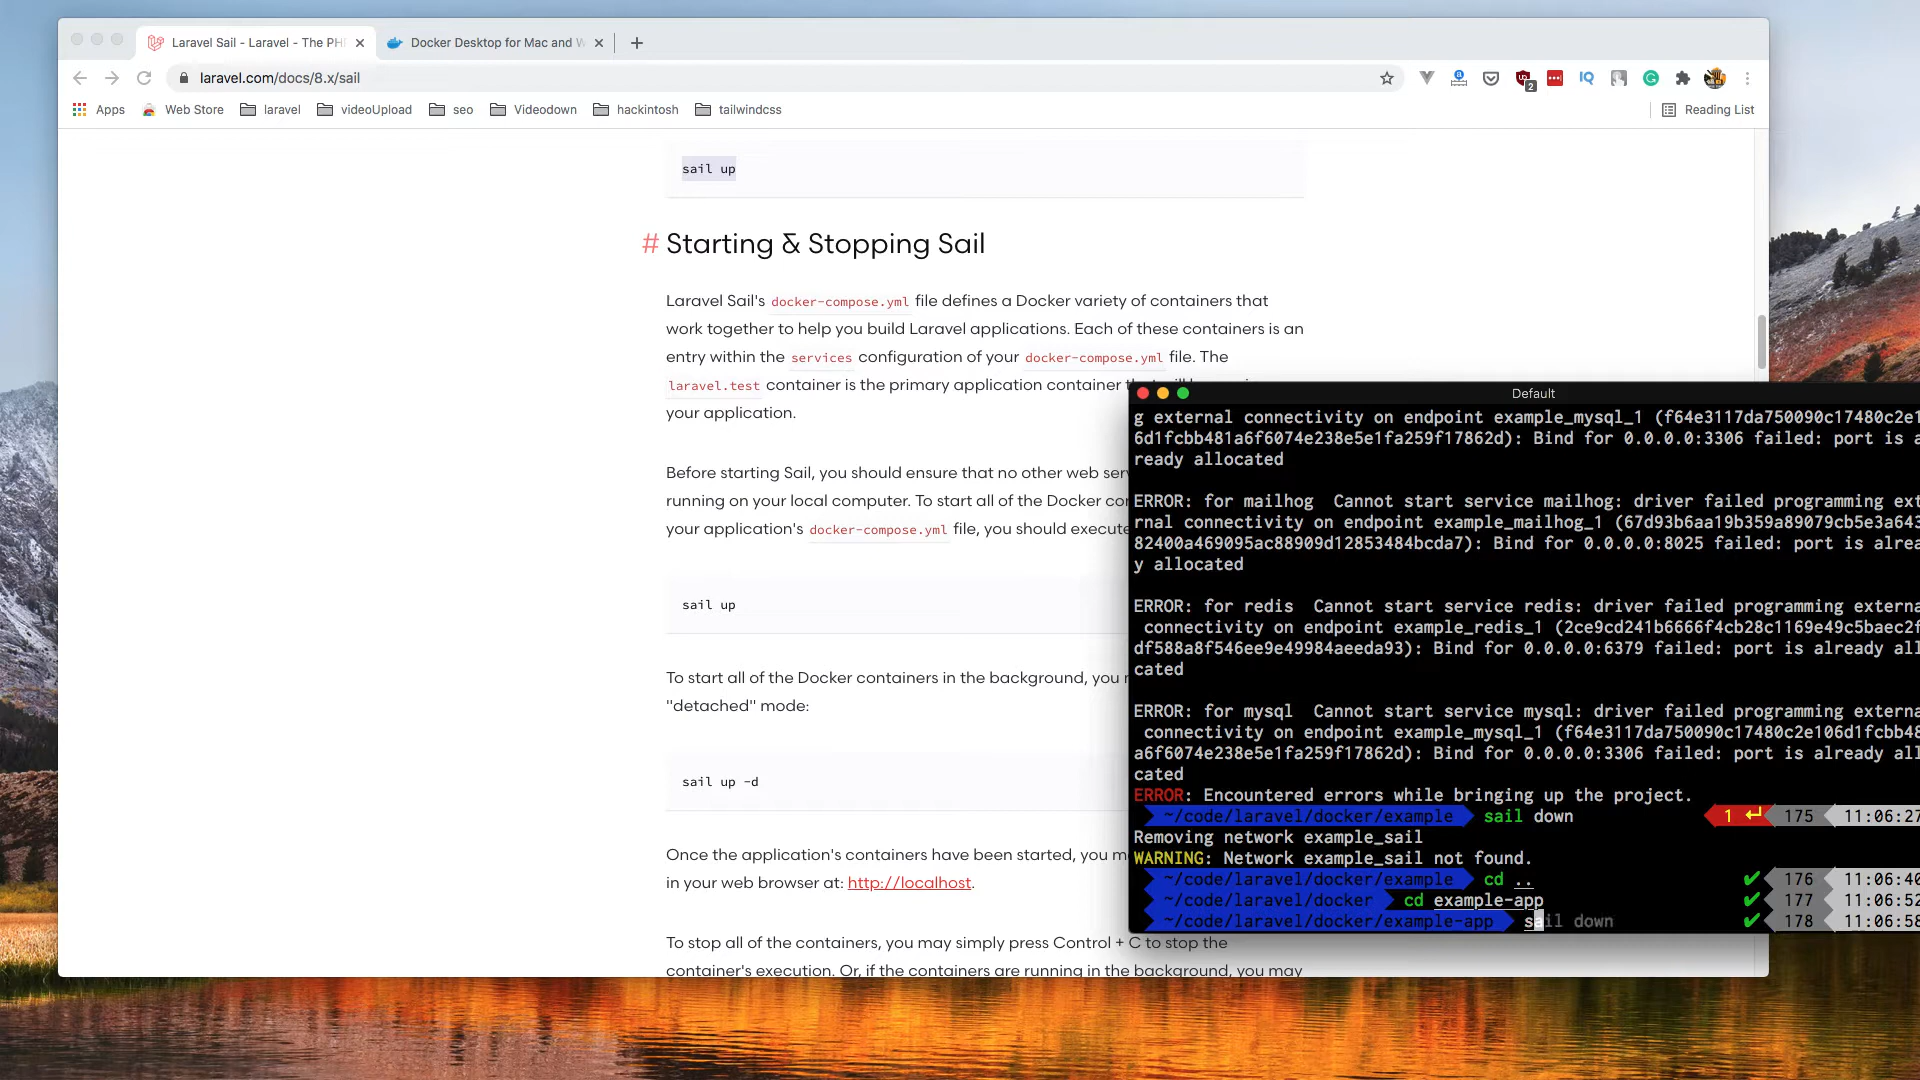 Laravel Sail - Laravel - The PH
Docker Desktop for Mac and W
laravel.com/docs/8.x/sail
2
IQ
Apps
Web Store
laravel
videoUpload
seo
Videodown
hackintosh
tailwindcss
Reading List
sail up
# Starting & Stopping Sail
Laravel Sail's docker-compose.yml file defines a Docker variety of containers that
work together to help you build Laravel applications. Each of these containers is an
entry within the services configuration of your docker-compose.yml file. The
laravel.test container is the primary application container
your application.
Before starting Sail, you should ensure that no other web serv
running on your local computer. To start all of the Docker con
your application's docker-compose.yml file, you should execute
sail up
To start all of the Docker containers in the background, you
"detached" mode:
sail up -d
Once the application's containers have been started, you m
in your web browser at: http://localhost.
To stop all of the containers, you may simply press Control + C to stop the
container's execution. Or, if the containers are running in the background, you may
Default
g external connectivity on endpoint example_mysql_1 (f64e3117da750090c17480c2e1
6d1fcbb481a6f6074e238e5e1fa259f17862d): Bind for 0.0.0.0:3306 failed: port is a
ready allocated
ERROR: for mailhog  Cannot start service mailhog: driver failed programming ext
rnal connectivity on endpoint example_mailhog_1 (67d93b6aa19b359a89079cb5e3a643
82400a469095ac88909d12853484bcda7): Bind for 0.0.0.0:8025 failed: port is alrea
y allocated
ERROR: for redis  Cannot start service redis: driver failed programming externa
connectivity on endpoint example_redis_1 (2ce9cd241b6666f4cb28c1169e49c5baec2f
df588a8f546ee9e49984aeeda93): Bind for 0.0.0.0:6379 failed: port is already all
cated
ERROR: for mysql  Cannot start service mysql: driver failed programming externa
connectivity on endpoint example_mysql_1 (f64e3117da750090c17480c2e106d1fcbb48
a6f6074e238e5e1fa259f17862d): Bind for 0.0.0.0:3306 failed: port is already all
cated
ERROR: Encountered errors while bringing up the project.
~/code/laravel/docker/example sail down 1 ↵ 175 11:06:27
Removing network example_sail
WARNING: Network example_sail not found.
~/code/laravel/docker/example cd .. ✔ 176 11:06:40
~/code/laravel/docker cd example-app ✔ 177 11:06:52
~/code/laravel/docker/example-app sail down ✔ 178 11:06:58